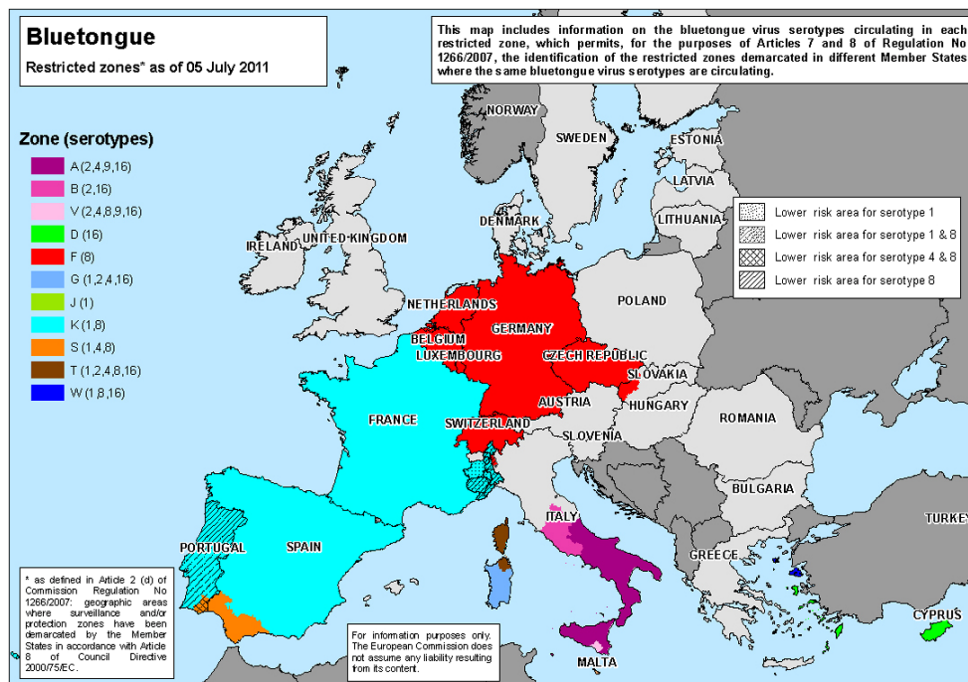 Bluetongue
Restricted zones* as of 05 July 2011
This map includes information on the bluetongue virus serotypes circulating in each
restricted zone, which permits, for the purposes of Articles 7 and 8 of Regulation No
1266/2007, the identification of the restricted zones demarcated in different Member States
where the same bluetongue virus serotypes are circulating.
Zone (serotypes)
A (2,4,9,16)
B (2,16)
V (2,4,8,9,16)
D (16)
F (8)
G (1,2,4,16)
J (1)
K (1,8)
S (1,4,8)
T (1,2,4,8,16)
W (1,8,16)
Lower risk area for serotype 1
Lower risk area for serotype 1 & 8
Lower risk area for serotype 4 & 8
Lower risk area for serotype 8
NORWAY
SWEDEN
ESTONIA
LATVIA
LITHUANIA
DENMARK
IRELAND
UNITED KINGDOM
NETHERLANDS
POLAND
GERMANY
BELGIUM
LUXEMBOURG
CZECH REPUBLIC
SLOVAKIA
AUSTRIA
HUNGARY
FRANCE
SWITZERLAND
SLOVENIA
ROMANIA
BULGARIA
ITALY
TURKEY
PORTUGAL
SPAIN
GREECE
CYPRUS
MALTA
* as defined in Article 2 (d) of
Commission Regulation No
1266/2007: geographic areas
where surveillance and/or
protection zones have been
demarcated by the Member
States in accordance with Article
8 of Council Directive
2000/75/EC.
For information purposes only.
The European Commission does
not assume any liability resulting
from its content.